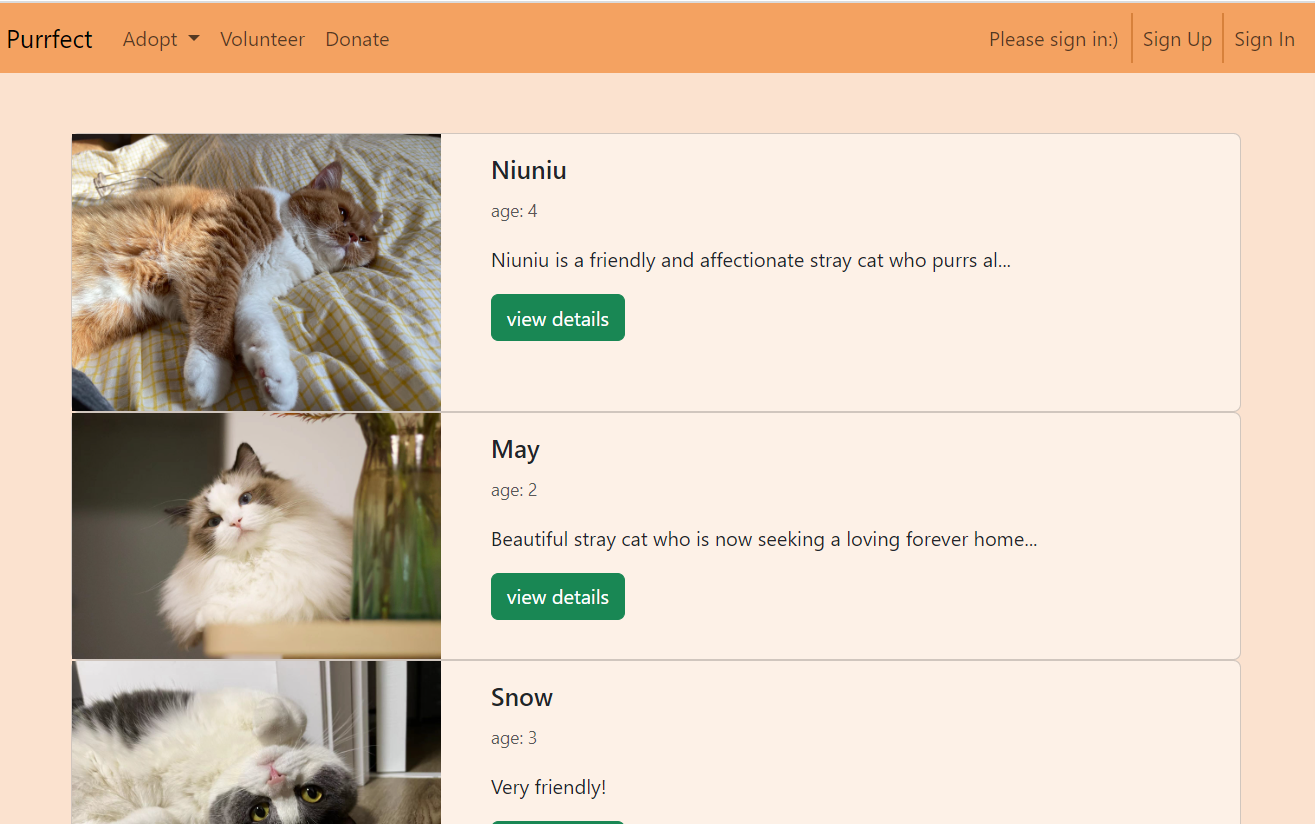 Purrfect Adopt Volunteer Donate Please sign in:) Sign Up Sign In
Niuniu
age: 4
Niuniu is a friendly and affectionate stray cat who purrs al...
view details
May
age: 2
Beautiful stray cat who is now seeking a loving forever home...
view details
Snow
age: 3
Very friendly!